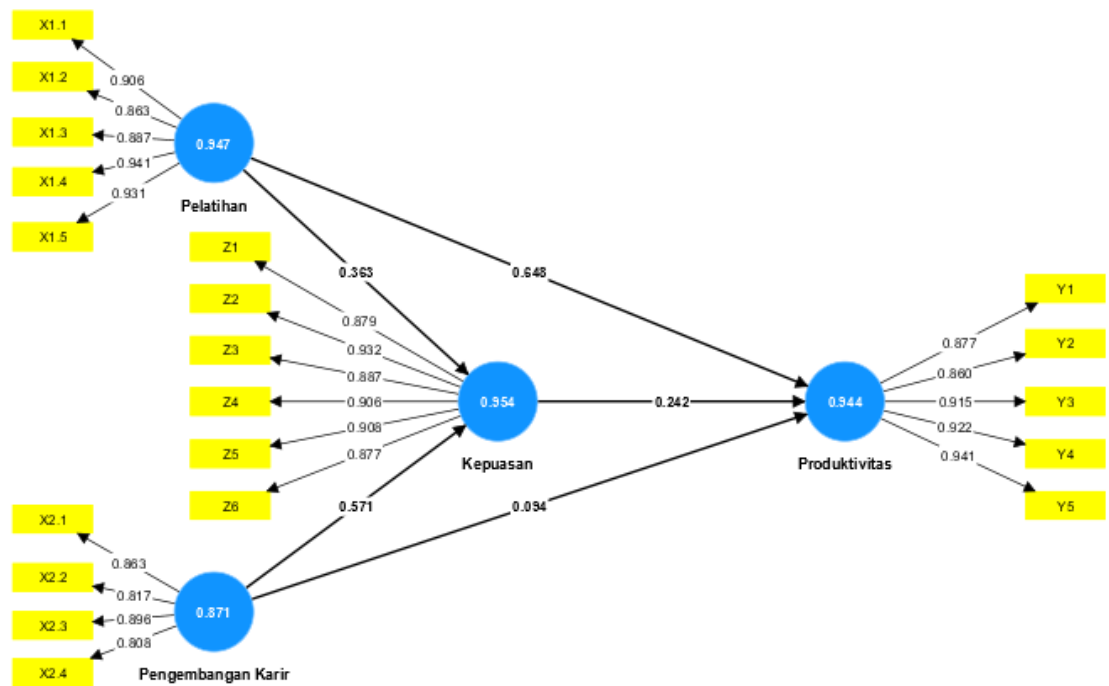 X1.1
X1.2
X1.3
X1.4
X1.5
0.906
0.863
0.887
0.941
0.931
0.947
Pelatihan
Z1
Z2
Z3
Z4
Z5
Z6
0.879
0.932
0.887
0.906
0.908
0.877
0.363
0.648
0.954
Kepuasan
0.242
0.571
0.094
0.944
Produktivitas
0.877
0.860
0.915
0.922
0.941
Y1
Y2
Y3
Y4
Y5
X2.1
X2.2
X2.3
X2.4
0.863
0.817
0.896
0.808
0.871
Pengembangan Karir